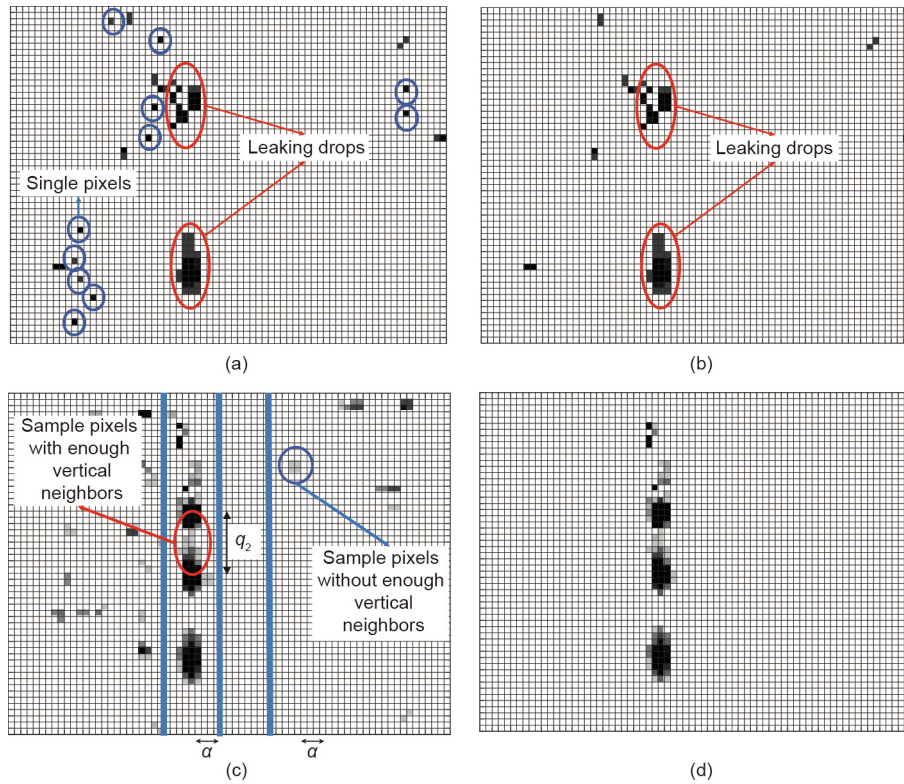 Leaking drops
Single pixels
(a)
Leaking drops
(b)
Sample pixels
with enough
vertical
neighbors
q₂
Sample pixels
without enough
vertical
neighbors
α
α
(c)
(d)